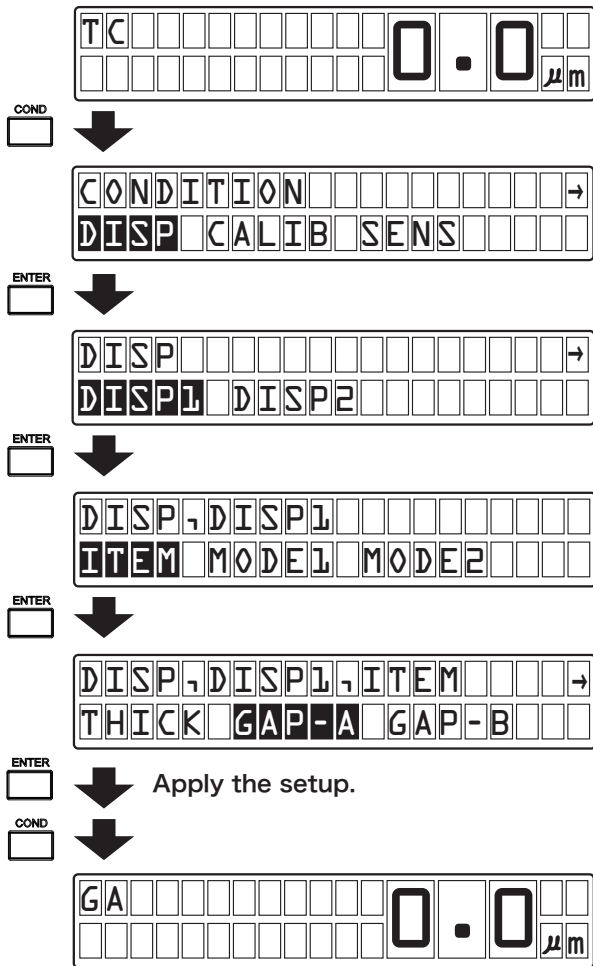 TC 0.0
μm
COND
CONDITION →
DISP CALIB SENS
ENTER
DISP →
DISP1 DISP2
ENTER
DISP,DISP1
ITEM MODE1 MODE2
ENTER
DISP,DISP1,ITEM →
THICK GAP-A GAP-B
ENTER
Apply the setup.
COND
GA 0.0
μm